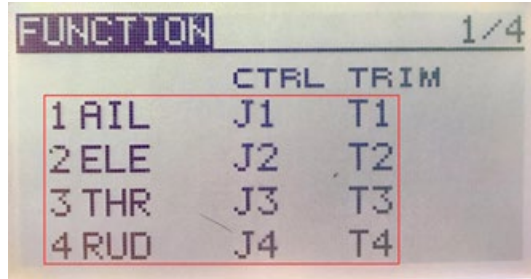 FUNCTION 1/4
CTRL TRIM
1 AIL J1 T1
2 ELE J2 T2
3 THR J3 T3
4 RUD J4 T4